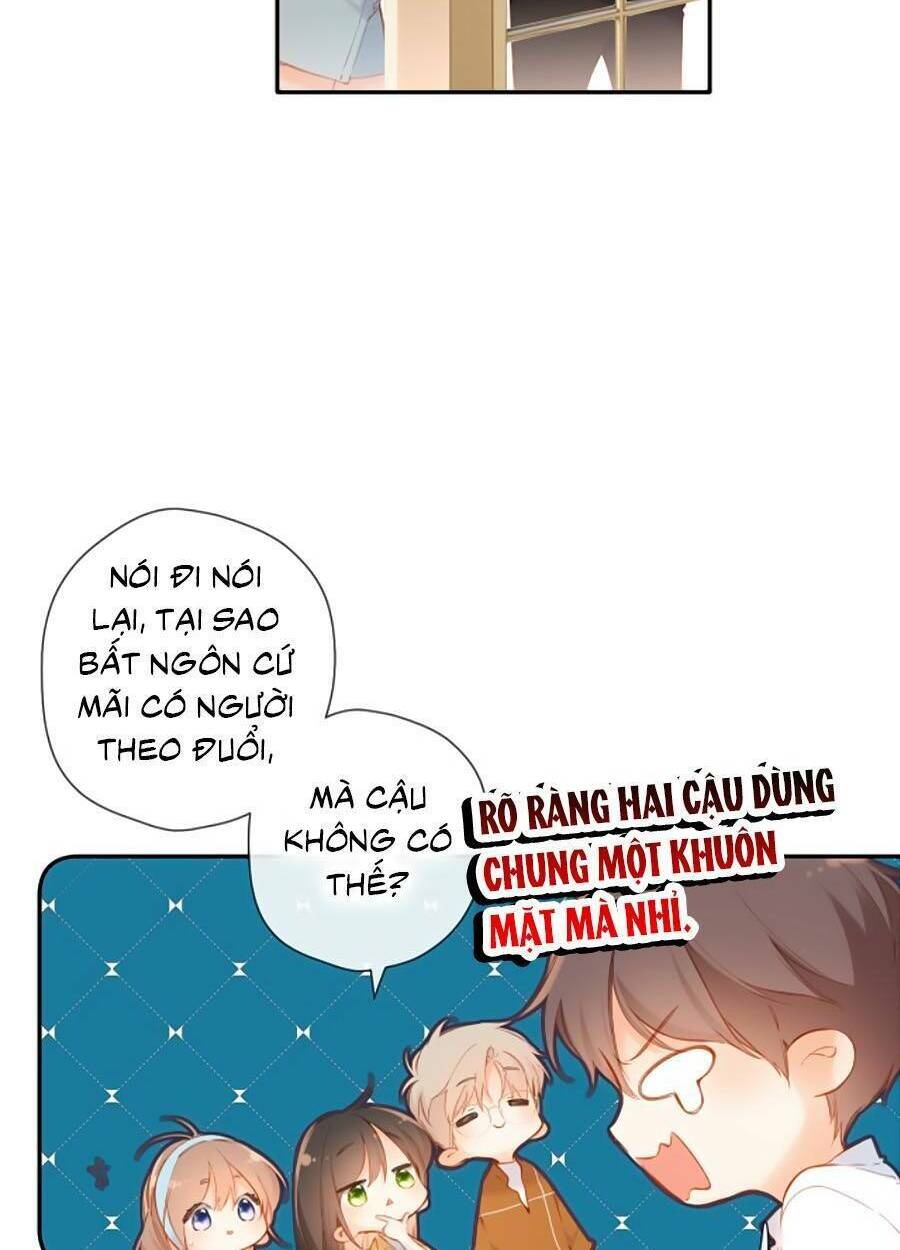 NÓI ĐI NÓI
LẠI, TẠI SAO
BẤT NGÔN CỨ
MÃI CÓ NGƯỜI
THEO ĐUỔI,
MÀ CẬU
KHÔNG CÓ
THẾ?
RÕ RÀNG HAI CẬU DÙNG
CHUNG MỘT KHUÔN
MẶT MÀ NHỈ.